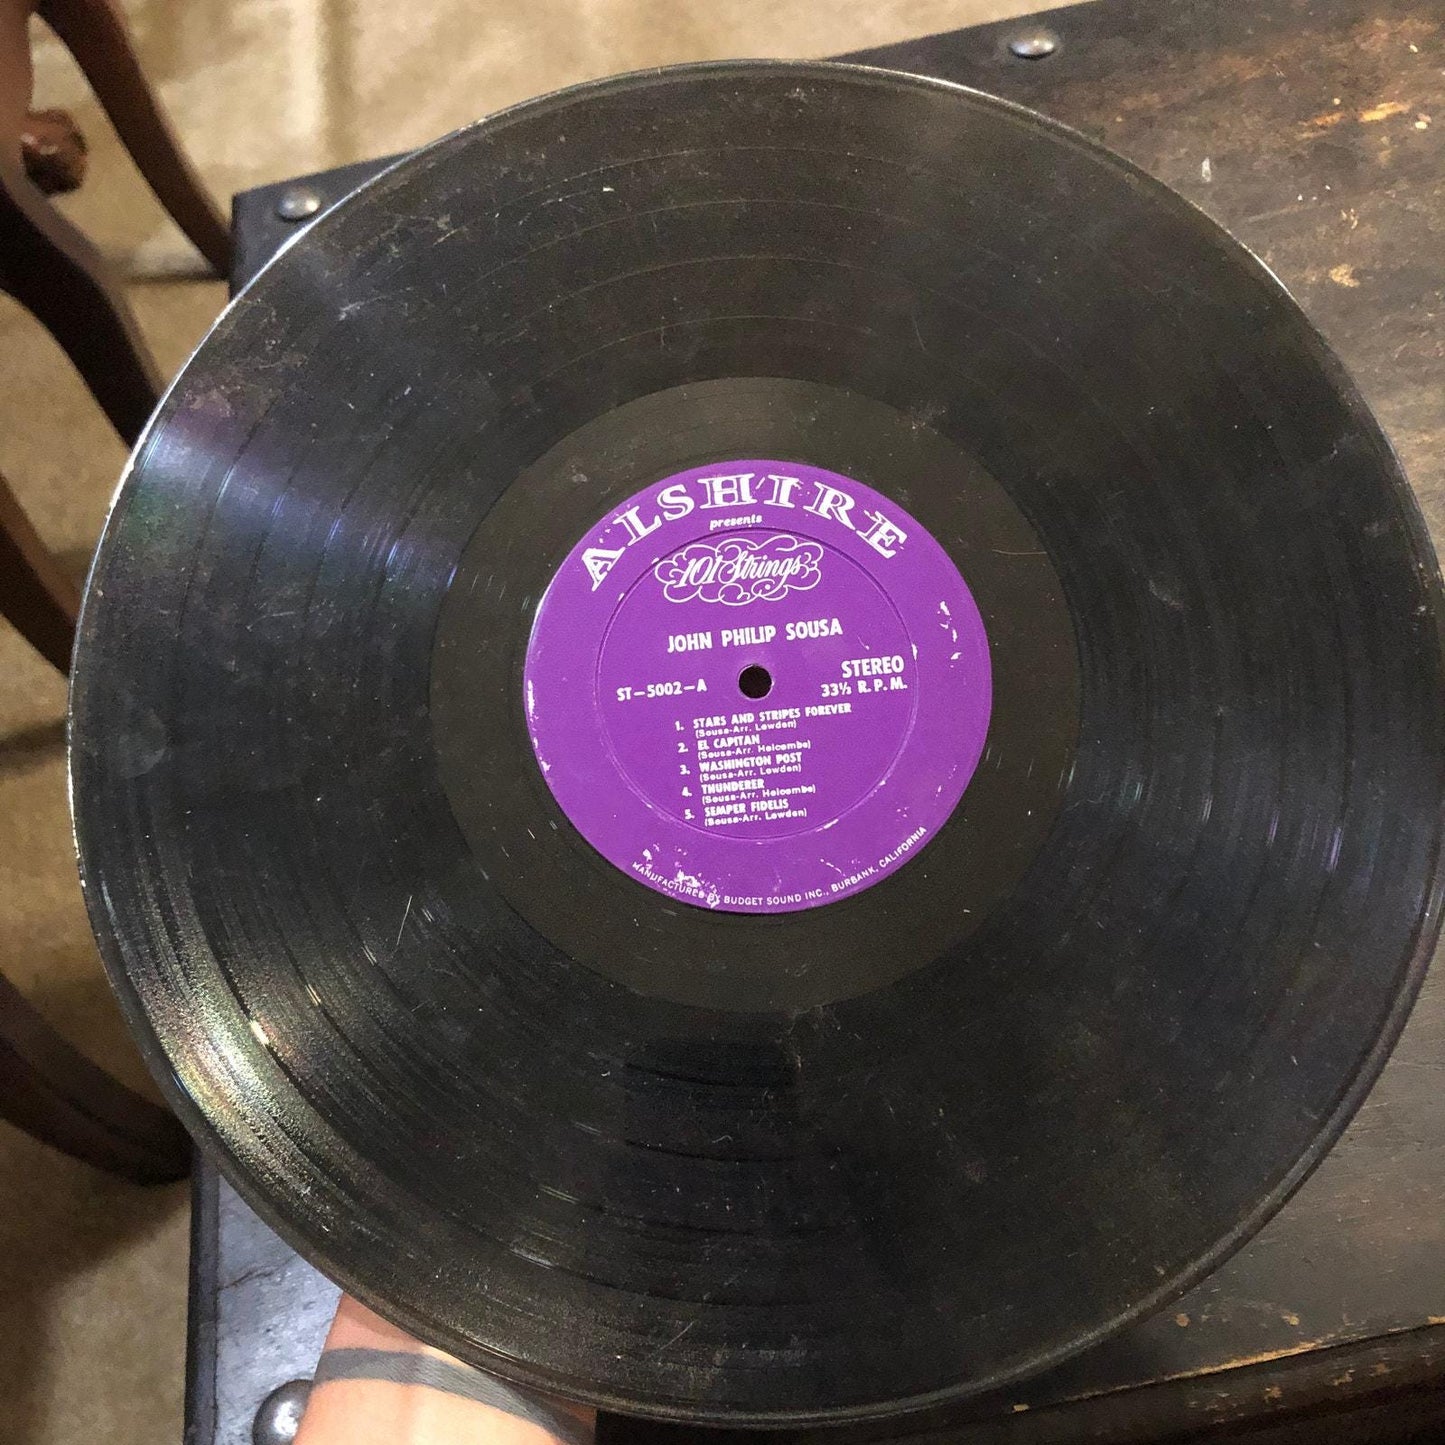 ALSHIRE
presents
101 Strings
JOHN PHILIP SOUSA
STEREO
ST-5002-A 33⅓ R.P.M.
1. STARS AND STRIPES FOREVER
(Sousa-Arr. Lowden)
2. EL CAPITAN
(Sousa-Arr. Holcombe)
3. WASHINGTON POST
(Sousa-Arr. Lowden)
4. THUNDERER
(Sousa-Arr. Holcombe)
5. SEMPER FIDELIS
(Sousa-Arr. Lowden)
MANUFACTURED BY BUDGET SOUND INC., BURBANK, CALIFORNIA